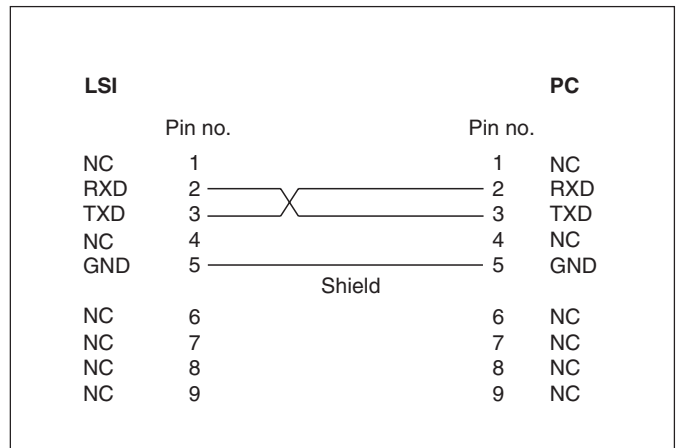 LSI PC
Pin no. Pin no.
NC 1 1 NC
RXD 2 2 RXD
TXD 3 3 TXD
NC 4 4 NC
GND 5 5 GND
Shield
NC 6 6 NC
NC 7 7 NC
NC 8 8 NC
NC 9 9 NC